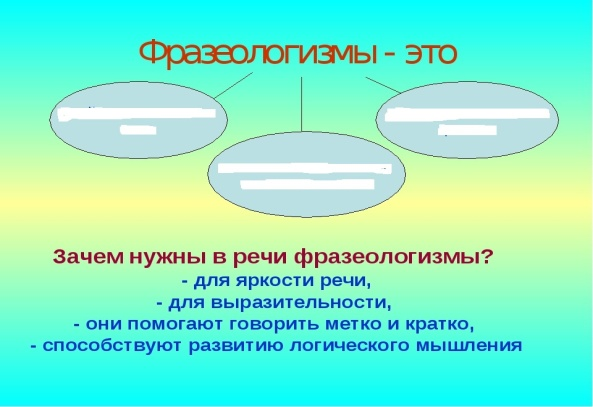 Фразеологизмы - это
Зачем нужны в речи фразеологизмы?
- для яркости речи,
- для выразительности,
- они помогают говорить метко и кратко,
- способствуют развитию логического мышления